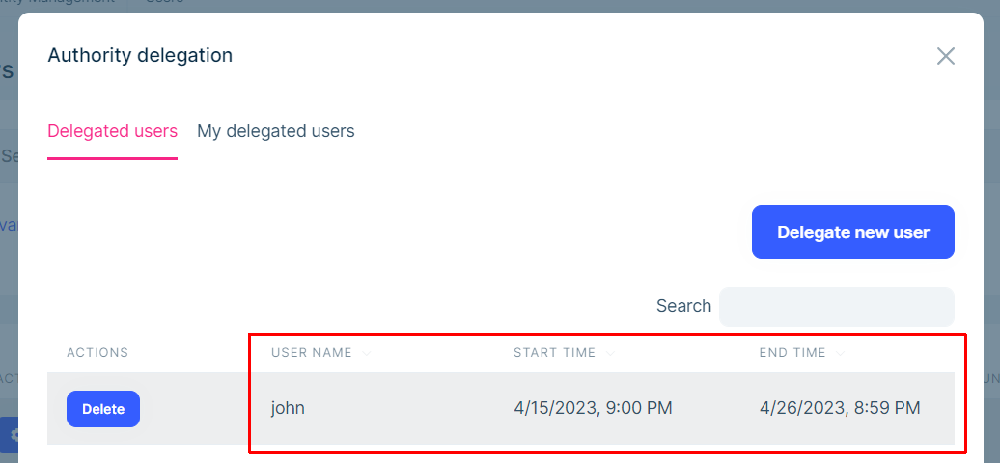 Users
Authority delegation
Delegated users My delegated users
Delegate new user
Search
ACTIONS USER NAME START TIME END TIME
Delete john 4/15/2023, 9:00 PM 4/26/2023, 8:59 PM